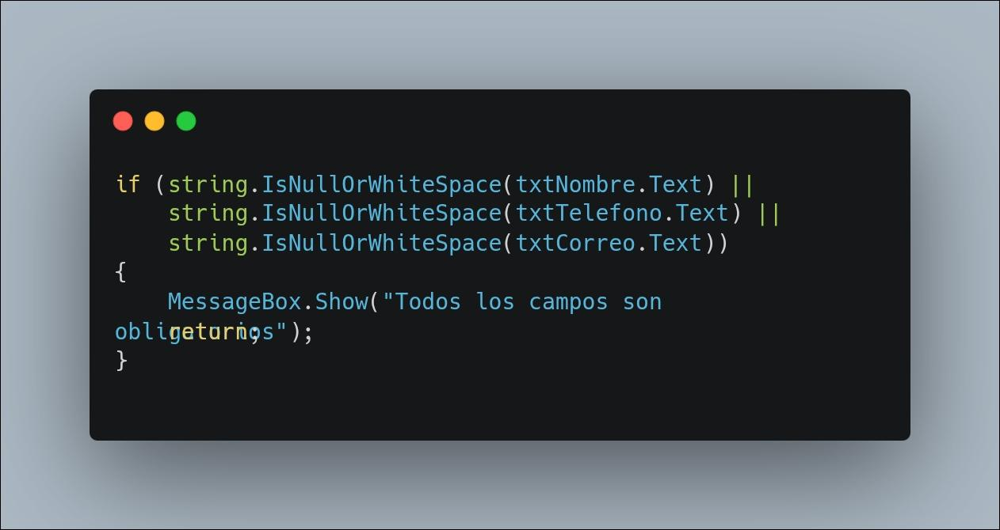 if (string.IsNullOrWhiteSpace(txtNombre.Text) ||
    string.IsNullOrWhiteSpace(txtTelefono.Text) ||
    string.IsNullOrWhiteSpace(txtCorreo.Text))
{
    MessageBox.Show("Todos los campos son
obligatorios");
    return;
}